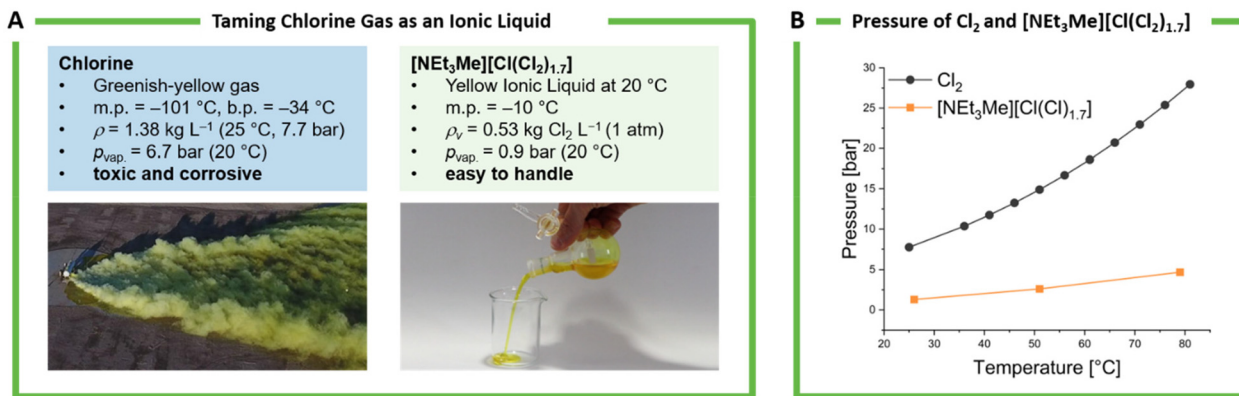 A
Taming Chlorine Gas as an Ionic Liquid
Chlorine
• Greenish-yellow gas
• m.p. = –101 °C, b.p. = –34 °C
• ρ = 1.38 kg L⁻¹ (25 °C, 7.7 bar)
• p_vap. = 6.7 bar (20 °C)
• toxic and corrosive
[NEt₃Me][Cl(Cl₂)₁.₇]
• Yellow Ionic Liquid at 20 °C
• m.p. = –10 °C
• ρᵥ = 0.53 kg Cl₂ L⁻¹ (1 atm)
• p_vap. = 0.9 bar (20 °C)
• easy to handle
B
Pressure of Cl₂ and [NEt₃Me][Cl(Cl₂)₁.₇]
Cl₂
[NEt₃Me][Cl(Cl)₁.₇]
Pressure [bar]
30
25
20
15
10
5
0
20 30 40 50 60 70 80
Temperature [°C]